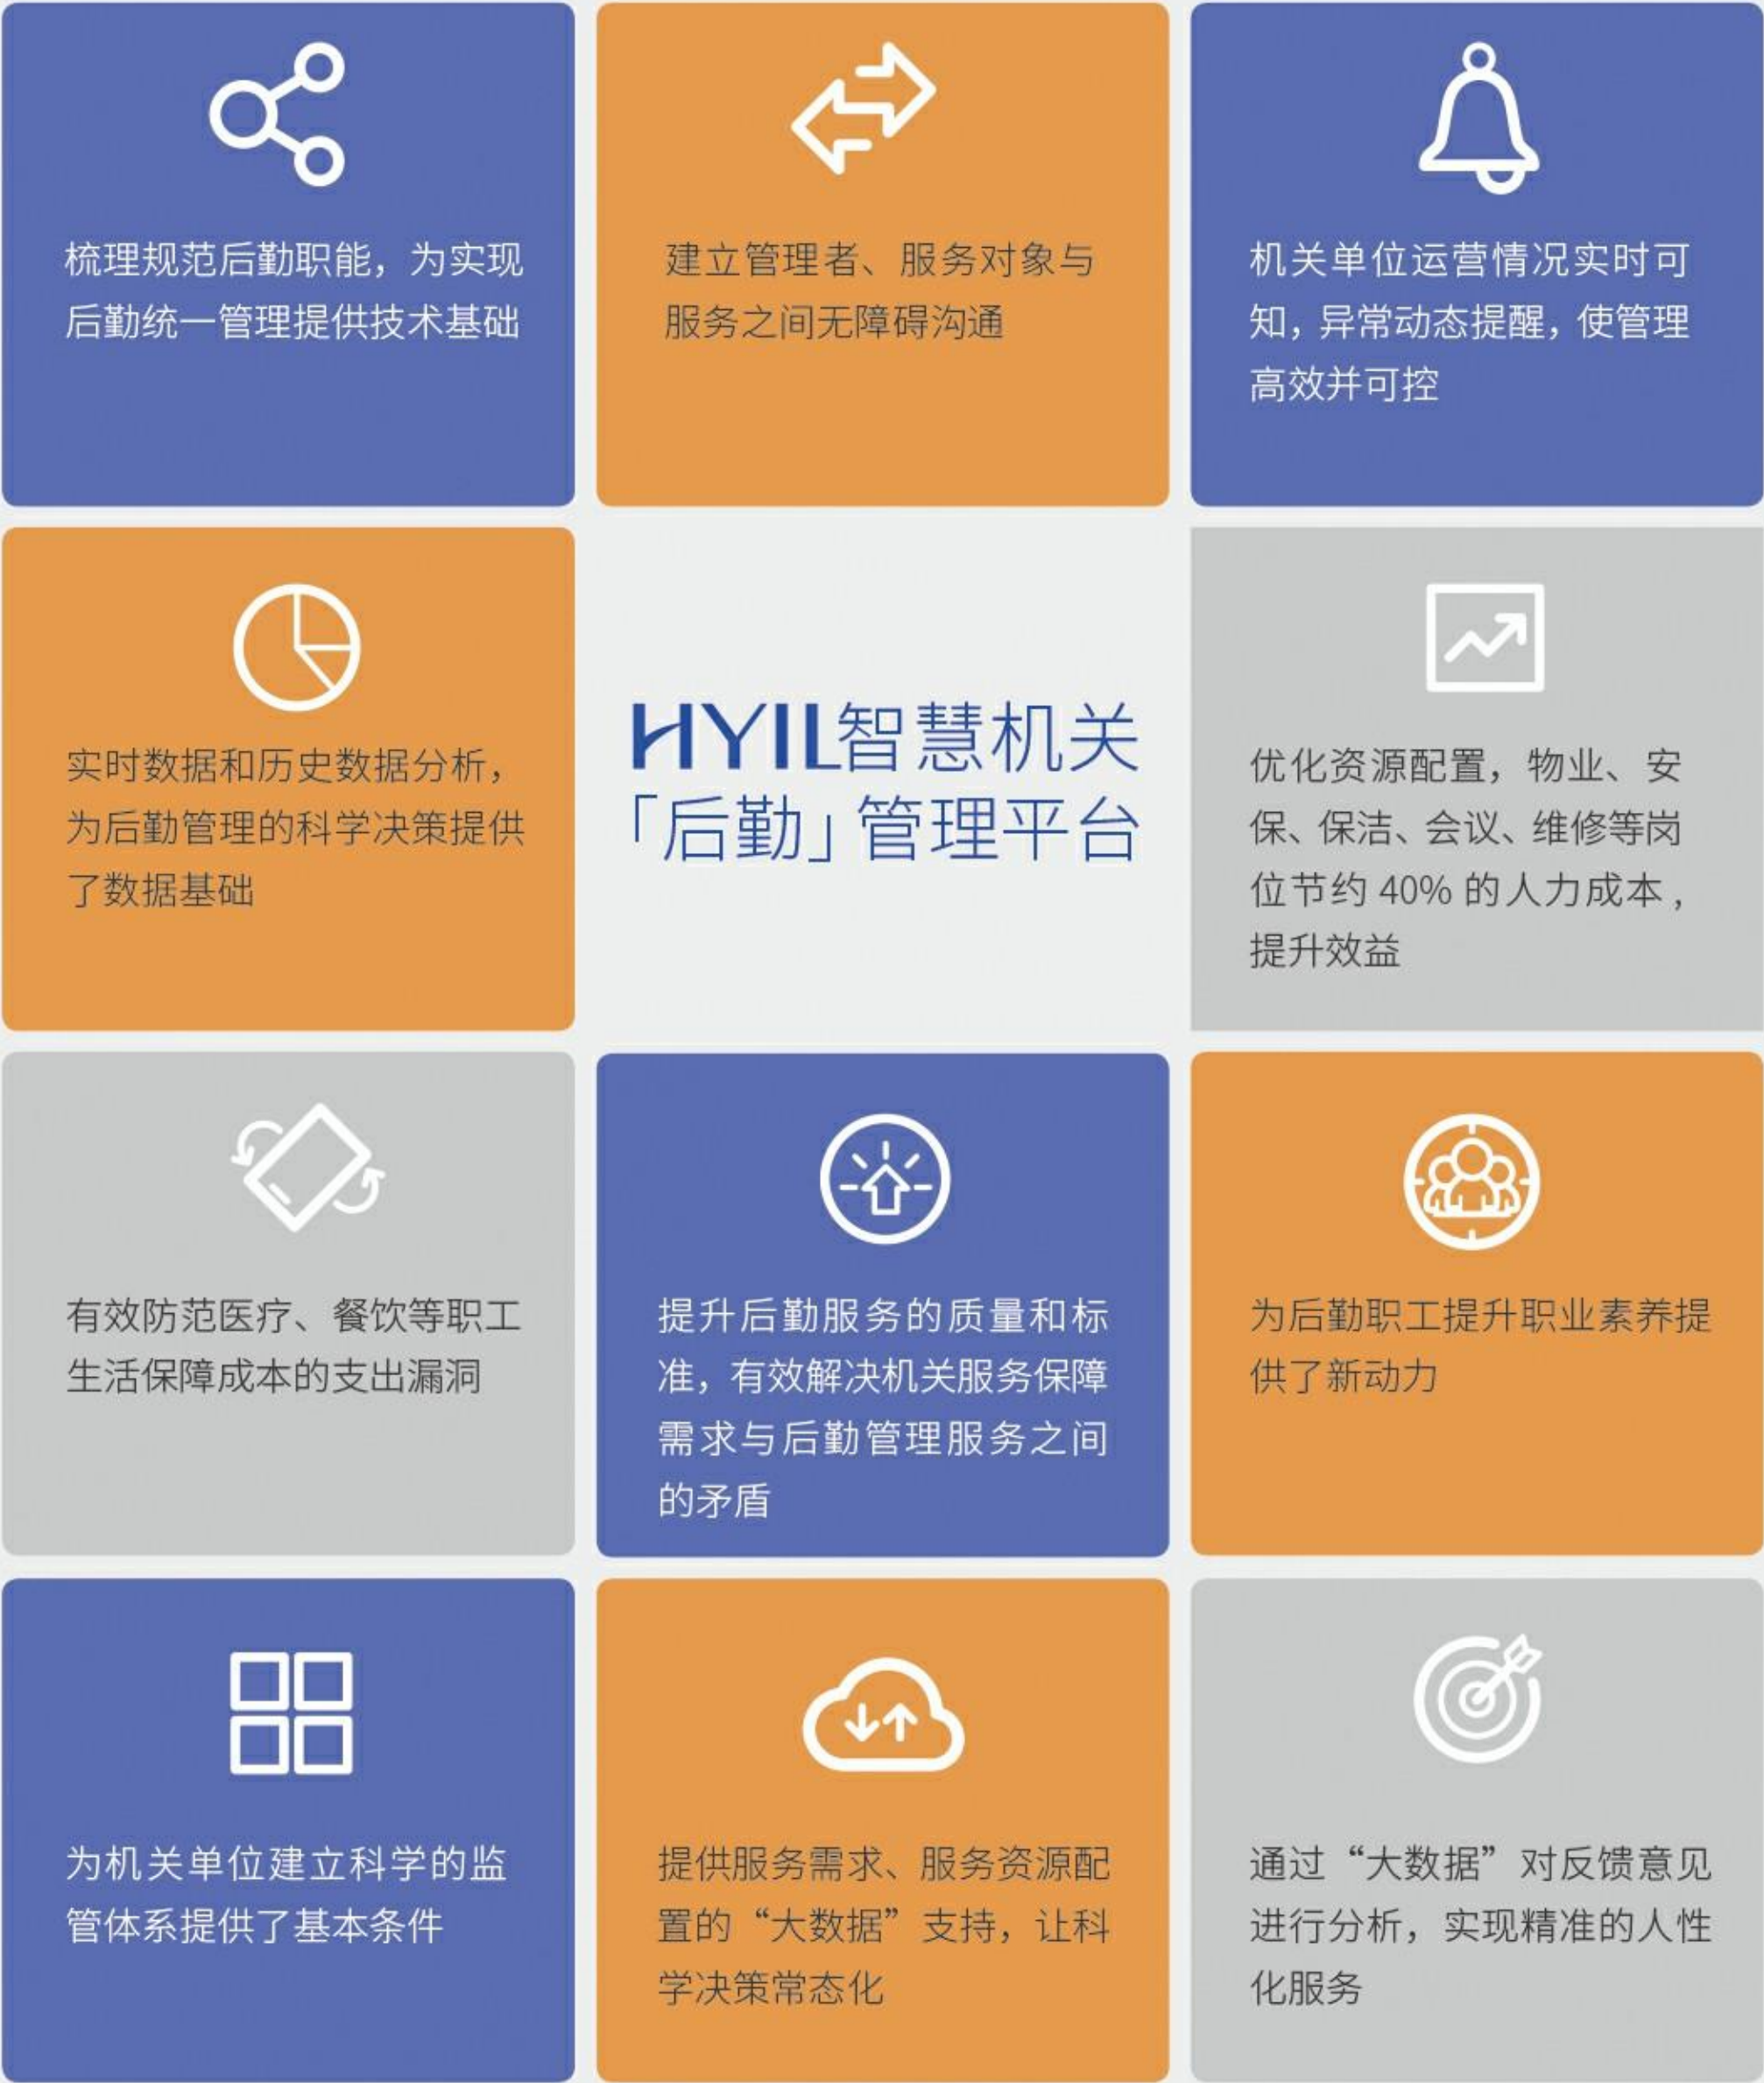 梳理规范后勤职能，为实现
后勤统一管理提供技术基础
建立管理者、服务对象与
服务之间无障碍沟通
机关单位运营情况实时可
知，异常动态提醒，使管理
高效并可控
实时数据和历史数据分析，
为后勤管理的科学决策提供
了数据基础
HYIL智慧机关
「后勤」管理平台
优化资源配置，物业、安
保、保洁、会议、维修等岗
位节约 40% 的人力成本，
提升效益
有效防范医疗、餐饮等职工
生活保障成本的支出漏洞
提升后勤服务的质量和标
准，有效解决机关服务保障
需求与后勤管理服务之间
的矛盾
为后勤职工提升职业素养提
供了新动力
为机关单位建立科学的监
管体系提供了基本条件
提供服务需求、服务资源配
置的“大数据”支持，让科
学决策常态化
通过“大数据”对反馈意见
进行分析，实现精准的人性
化服务